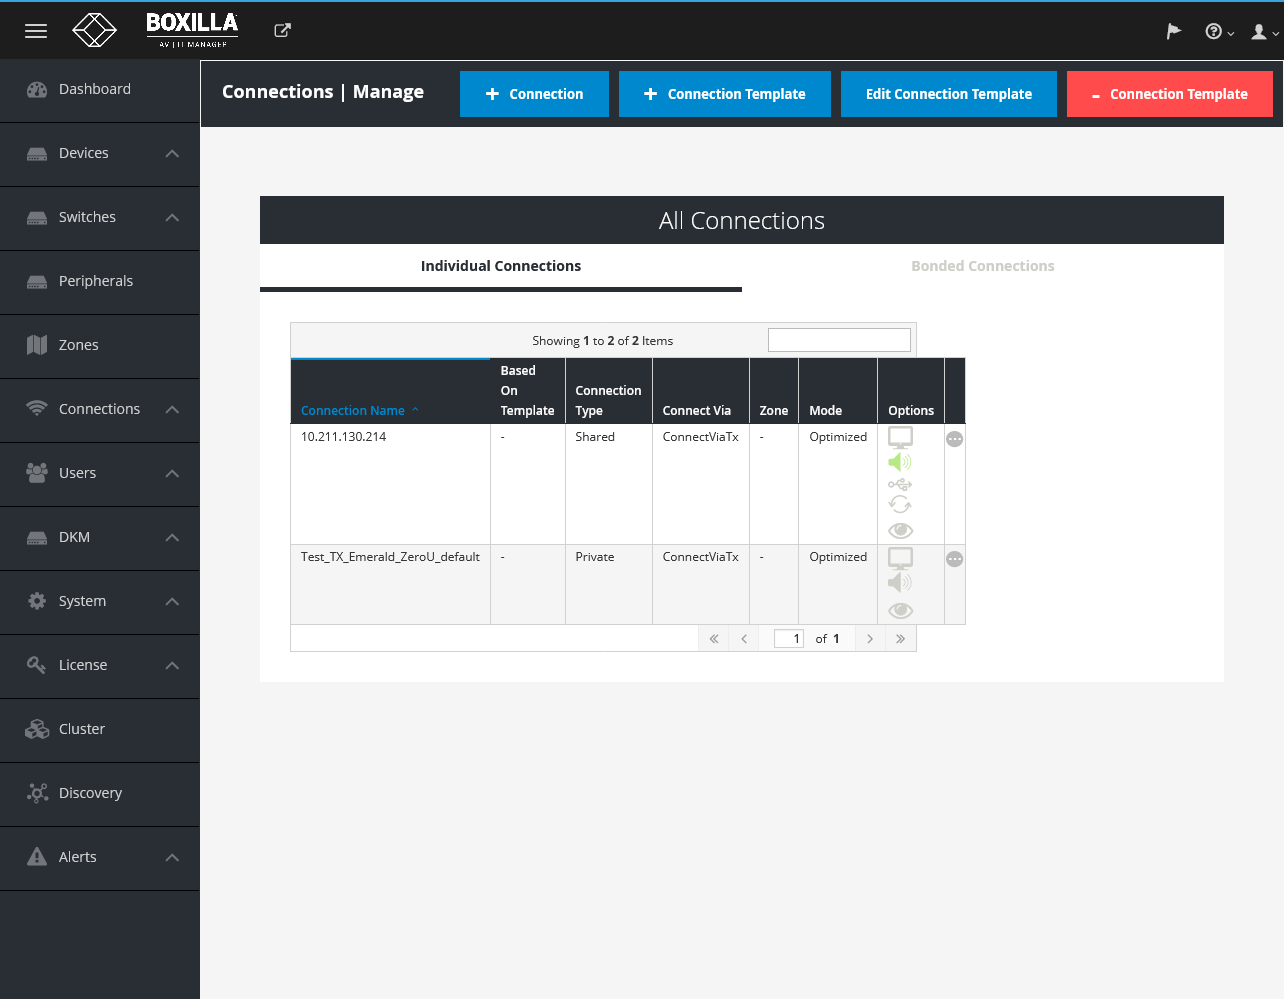 BOXILLA
AV | IT MANAGER
Dashboard
Devices
Switches
Peripherals
Zones
Connections
Users
DKM
System
License
Cluster
Discovery
Alerts
Connections | Manage
+ Connection
+ Connection Template
Edit Connection Template
- Connection Template
All Connections
Individual Connections
Bonded Connections
Showing 1 to 2 of 2 Items
Connection Name
Based On Template
Connection Type
Connect Via
Zone
Mode
Options
10.211.130.214 - Shared ConnectViaTx - Optimized
Test_TX_Emerald_ZeroU_default - Private ConnectViaTx - Optimized
1 of 1